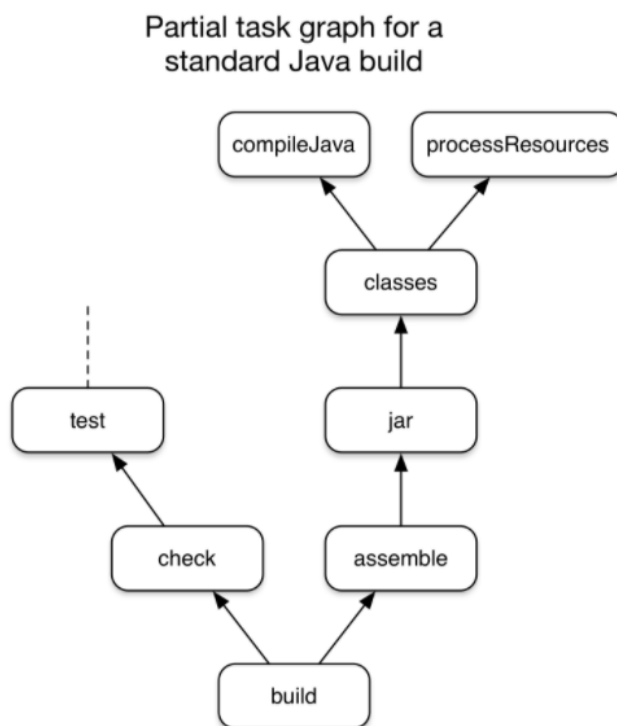 Partial task graph for a
standard Java build
compileJava
processResources
classes
test
jar
check
assemble
build